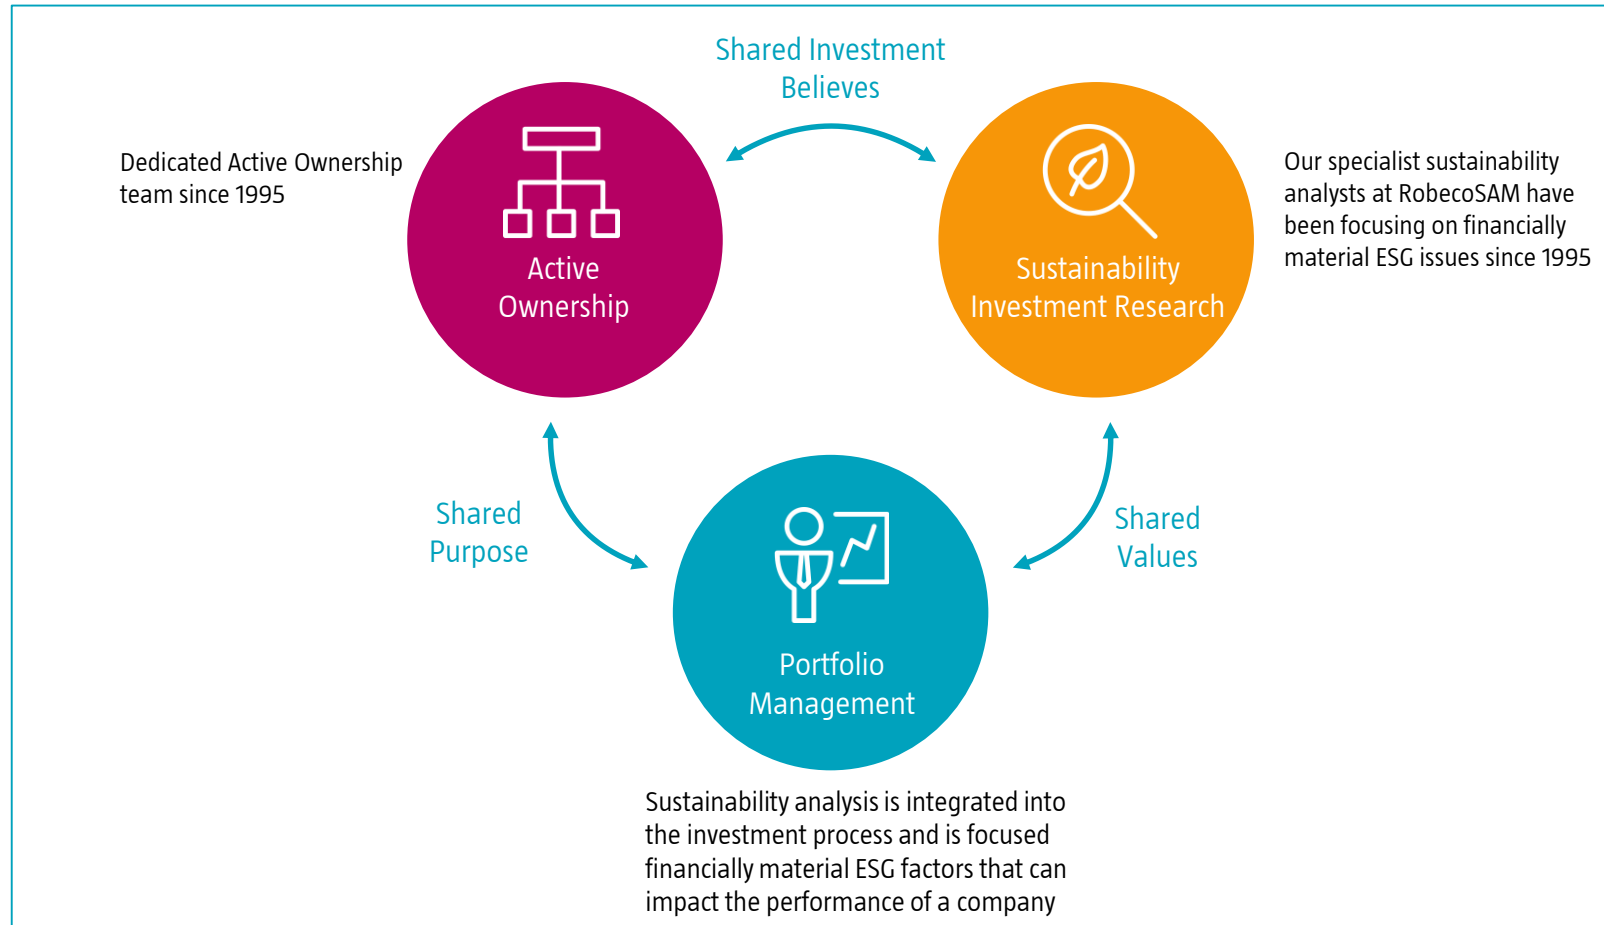 Shared Investment
Believes
Dedicated Active Ownership
team since 1995
Active
Ownership
Sustainability
Investment Research
Our specialist sustainability
analysts at RobecoSAM have
been focusing on financially
material ESG issues since 1995
Shared
Purpose
Shared
Values
Portfolio
Management
Sustainability analysis is integrated into
the investment process and is focused
financially material ESG factors that can
impact the performance of a company